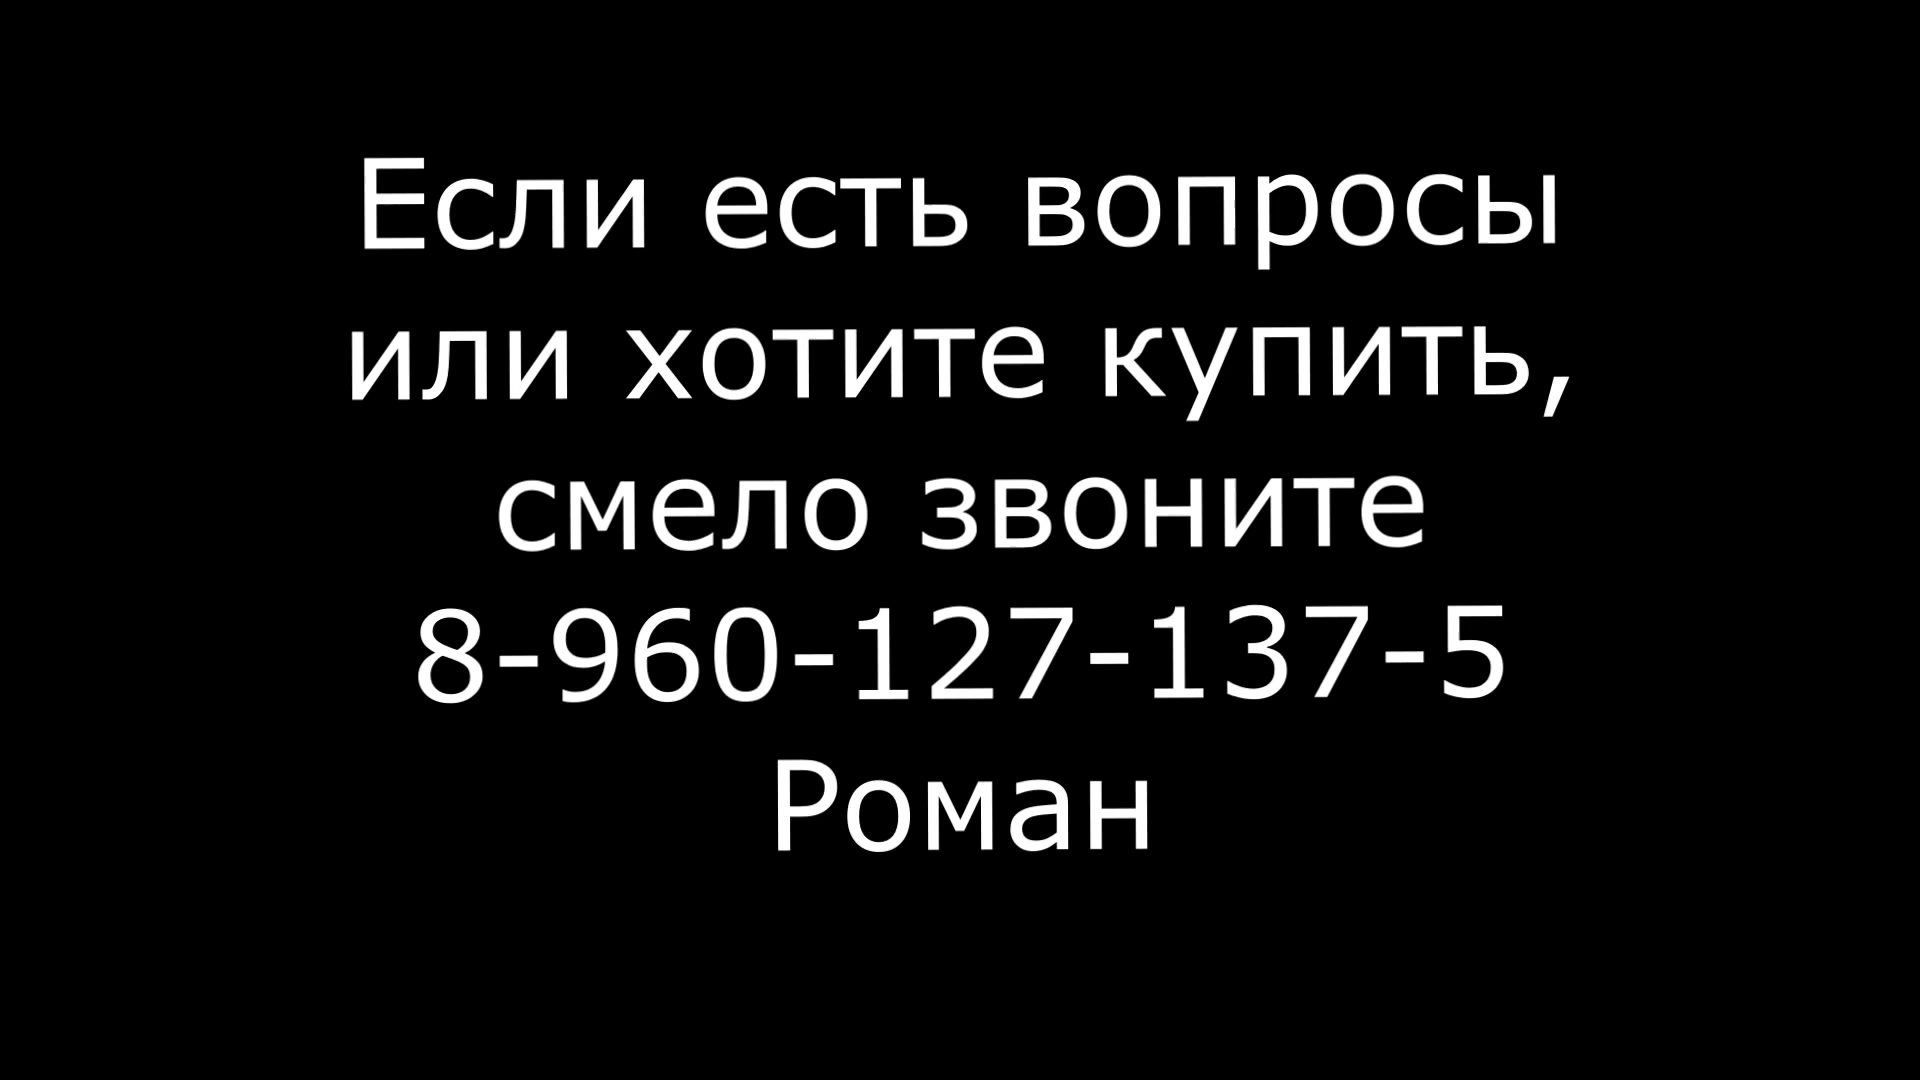 Если есть вопросы
или хотите купить,
смело звоните
8-960-127-137-5
Роман